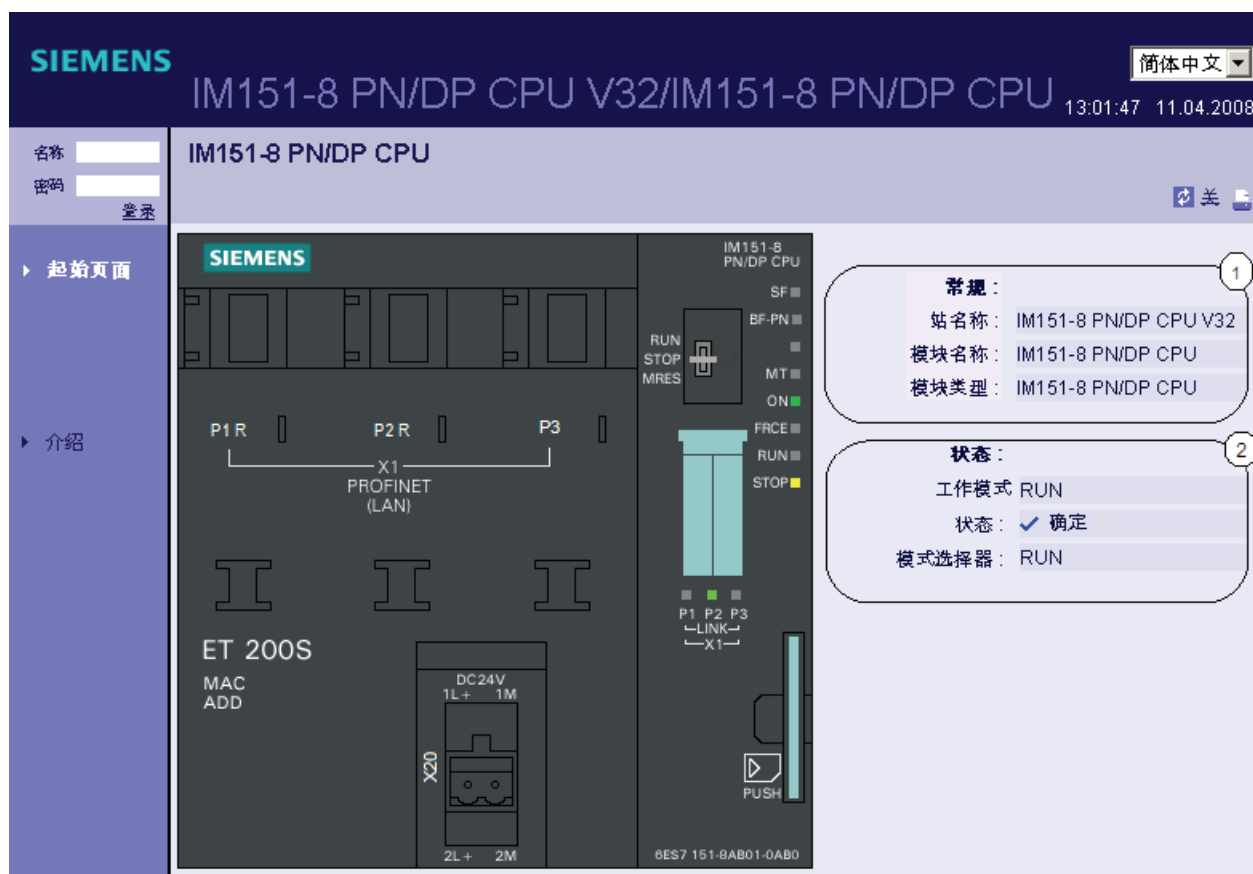 SIEMENS
IM151-8 PN/DP CPU V32/IM151-8 PN/DP CPU
简体中文
13:01:47 11.04.2008
名称
密码
登录
IM151-8 PN/DP CPU
关
起始页面
介绍
SIEMENS
IM151-8
PN/DP CPU
SF
BF-PN
RUN
STOP
MRES
MT
ON
FRCE
RUN
STOP
P1 R
P2 R
P3
X1
PROFINET
(LAN)
P1 P2 P3
LINK
X1
ET 200S
MAC
ADD
DC24V
1L+ 1M
X20
2L+ 2M
PUSH
6ES7 151-8AB01-0AB0
1
常规 :
站名称 : IM151-8 PN/DP CPU V32
模块名称 : IM151-8 PN/DP CPU
模块类型 : IM151-8 PN/DP CPU
2
状态 :
工作模式 RUN
状态 : 确定
模式选择器 : RUN